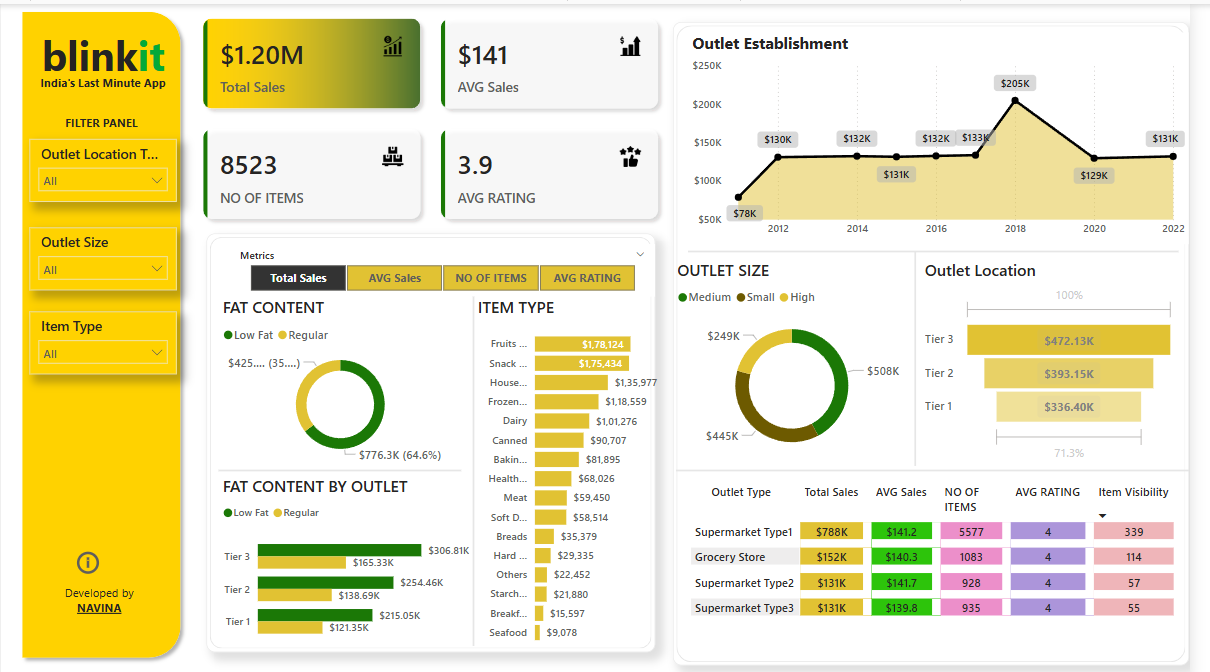 blinkit
India's Last Minute App
FILTER PANEL
Outlet Location T...
All
Outlet Size
All
Item Type
All
Developed by
NAVINA
$1.20M
Total Sales
$141
AVG Sales
8523
NO OF ITEMS
3.9
AVG RATING
Metrics
Total Sales AVG Sales NO OF ITEMS AVG RATING
FAT CONTENT
Low Fat Regular
$425.... (35....)
$776.3K (64.6%)
FAT CONTENT BY OUTLET
Low Fat Regular
Tier 3 $306.81K
$165.33K
Tier 2 $254.46K
$138.69K
Tier 1 $215.05K
$121.35K
ITEM TYPE
Fruits ... $1,78,124
Snack ... $1,75,434
House... $1,35,977
Frozen... $1,18,559
Dairy $1,01,276
Canned $90,707
Bakin... $81,895
Health... $68,026
Meat $59,450
Soft D... $58,514
Breads $35,379
Hard ... $29,335
Others $22,452
Starch... $21,880
Breakf... $15,597
Seafood $9,078
Outlet Establishment
$250K
$200K
$150K
$100K
$50K
$78K $130K $132K $131K $132K $133K $205K $129K $131K
2012 2014 2016 2018 2020 2022
OUTLET SIZE
Medium Small High
$249K
$508K
$445K
Outlet Location
100%
Tier 3 $472.13K
Tier 2 $393.15K
Tier 1 $336.40K
71.3%
Outlet Type Total Sales AVG Sales NO OF ITEMS AVG RATING Item Visibility
Supermarket Type1 $788K $141.2 5577 4 339
Grocery Store $152K $140.3 1083 4 114
Supermarket Type2 $131K $141.7 928 4 57
Supermarket Type3 $131K $139.8 935 4 55